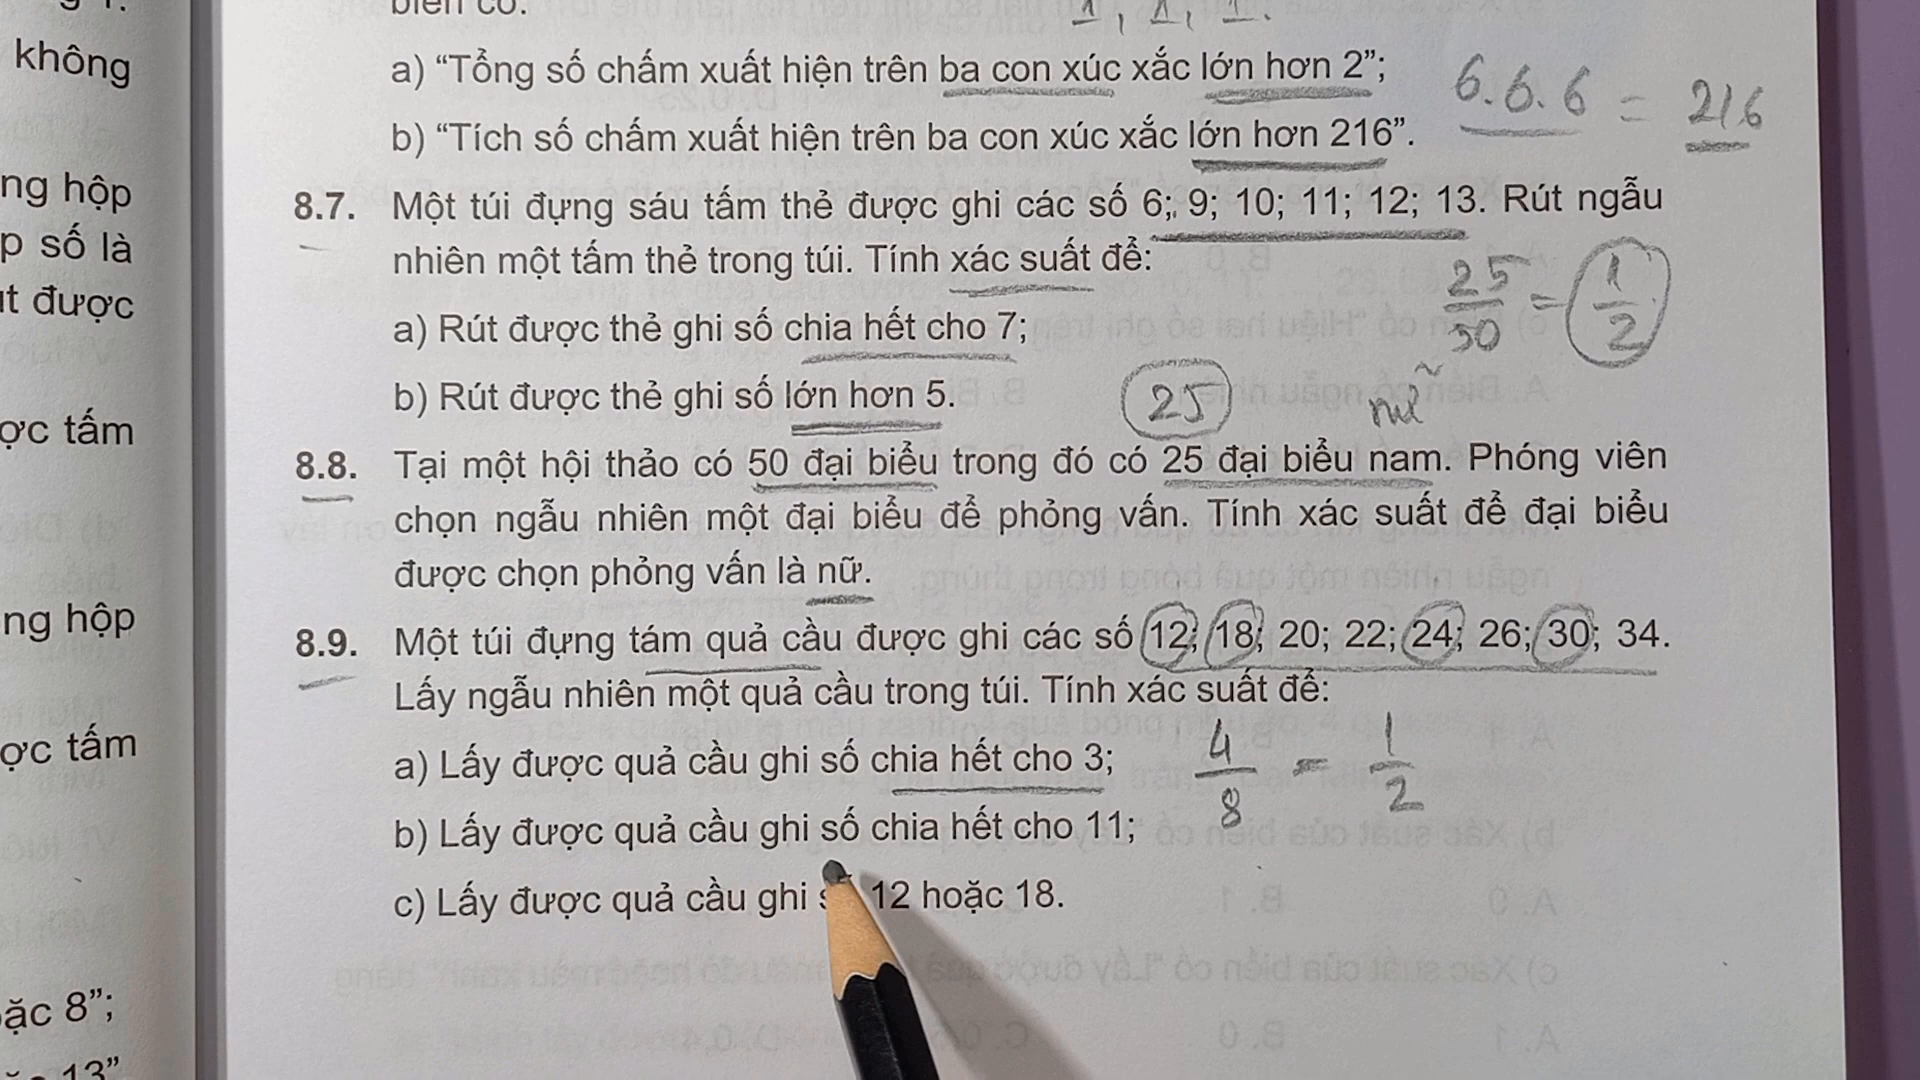 biến cố.
1, 1, 1.
a) “Tổng số chấm xuất hiện trên ba con xúc xắc lớn hơn 2”;
6.6.6 = 216
b) “Tích số chấm xuất hiện trên ba con xúc xắc lớn hơn 216”.
8.7. Một túi đựng sáu tấm thẻ được ghi các số 6; 9; 10; 11; 12; 13. Rút ngẫu
nhiên một tấm thẻ trong túi. Tính xác suất để:
25/50 = 1/2
a) Rút được thẻ ghi số chia hết cho 7;
b) Rút được thẻ ghi số lớn hơn 5.
25 nữ
8.8. Tại một hội thảo có 50 đại biểu trong đó có 25 đại biểu nam. Phóng viên
chọn ngẫu nhiên một đại biểu để phỏng vấn. Tính xác suất để đại biểu
được chọn phỏng vấn là nữ.
8.9. Một túi đựng tám quả cầu được ghi các số 12; 18; 20; 22; 24; 26; 30; 34.
Lấy ngẫu nhiên một quả cầu trong túi. Tính xác suất để:
a) Lấy được quả cầu ghi số chia hết cho 3;
4/8 = 1/2
b) Lấy được quả cầu ghi số chia hết cho 11;
c) Lấy được quả cầu ghi 12 hoặc 18.
không
ng hộp
p số là
t được
ợc tấm
ng hộp
ợc tấm
ặc 8”;
13”